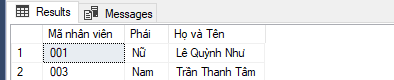 Results Messages
Mã nhân viên Phái Họ và Tên
1 001 Nữ Lê Quỳnh Như
2 003 Nam Trần Thanh Tâm